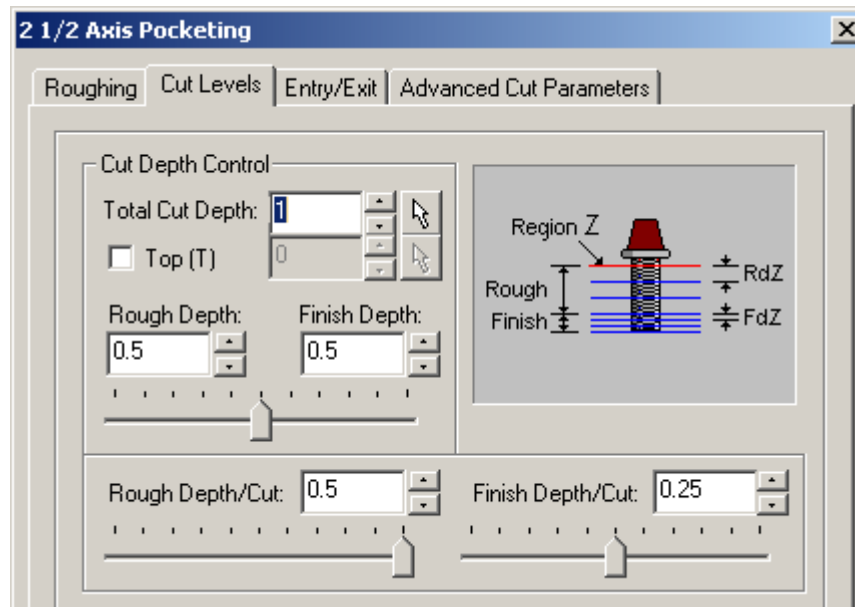 2 1/2 Axis Pocketing
Roughing Cut Levels Entry/Exit Advanced Cut Parameters
Cut Depth Control
Total Cut Depth: 1
Top (T) 0
Rough Depth: Finish Depth:
0.5 0.5
Region Z
RdZ
Rough
Finish FdZ
Rough Depth/Cut: 0.5 Finish Depth/Cut: 0.25